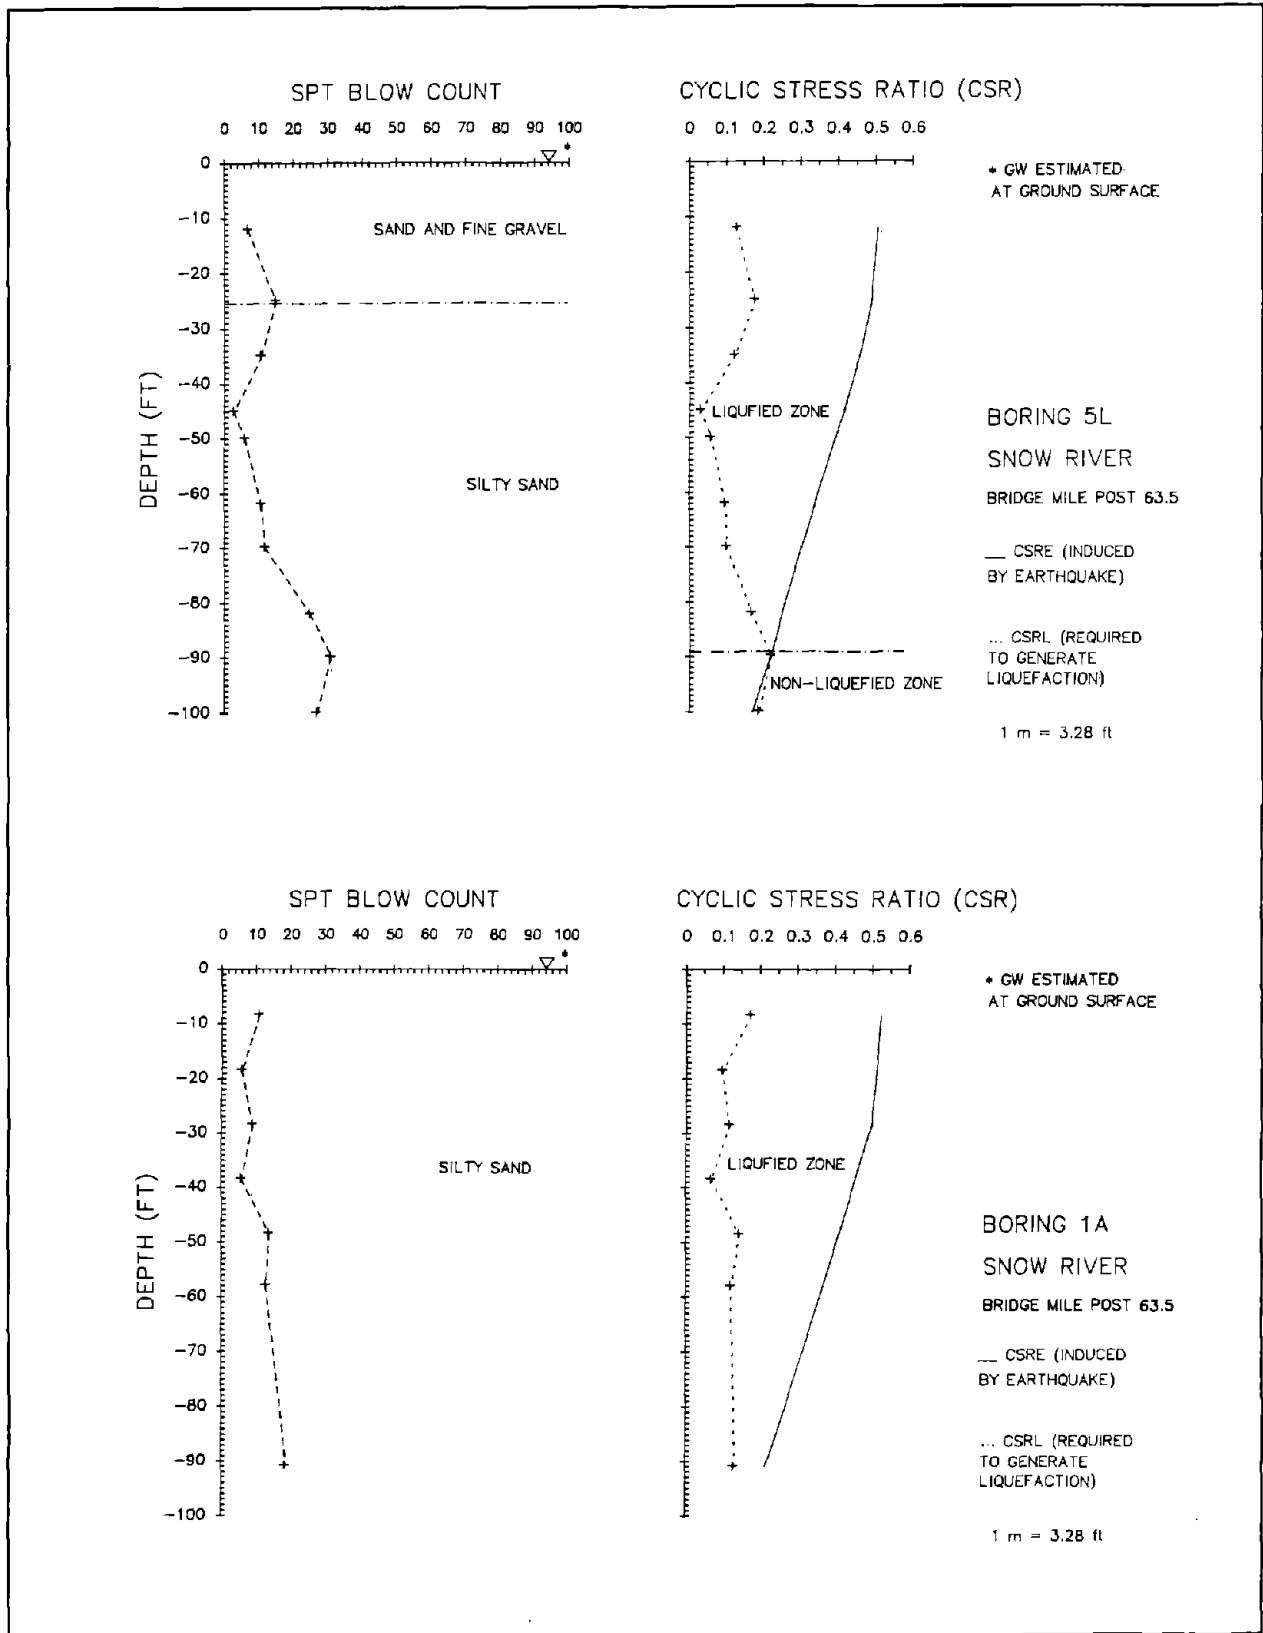 SPT BLOW COUNT
CYCLIC STRESS RATIO (CSR)
0 10 20 30 40 50 60 70 80 90 100
0 0.1 0.2 0.3 0.4 0.5 0.6
*
0
-10
-20
-30
-40
-50
-60
-70
-80
-90
-100
DEPTH (FT)
SAND AND FINE GRAVEL
SILTY SAND
LIQUFIED ZONE
NON-LIQUEFIED ZONE
* GW ESTIMATED
AT GROUND SURFACE
BORING 5L
SNOW RIVER
BRIDGE MILE POST 63.5
__ CSRE (INDUCED
BY EARTHQUAKE)
... CSRL (REQUIRED
TO GENERATE
LIQUEFACTION)
1 m = 3.28 ft
SPT BLOW COUNT
CYCLIC STRESS RATIO (CSR)
0 10 20 30 40 50 60 70 80 90 100
0 0.1 0.2 0.3 0.4 0.5 0.6
*
0
-10
-20
-30
-40
-50
-60
-70
-80
-90
-100
DEPTH (FT)
SILTY SAND
LIQUFIED ZONE
* GW ESTIMATED
AT GROUND SURFACE
BORING 1A
SNOW RIVER
BRIDGE MILE POST 63.5
__ CSRE (INDUCED
BY EARTHQUAKE)
... CSRL (REQUIRED
TO GENERATE
LIQUEFACTION)
1 m = 3.28 ft